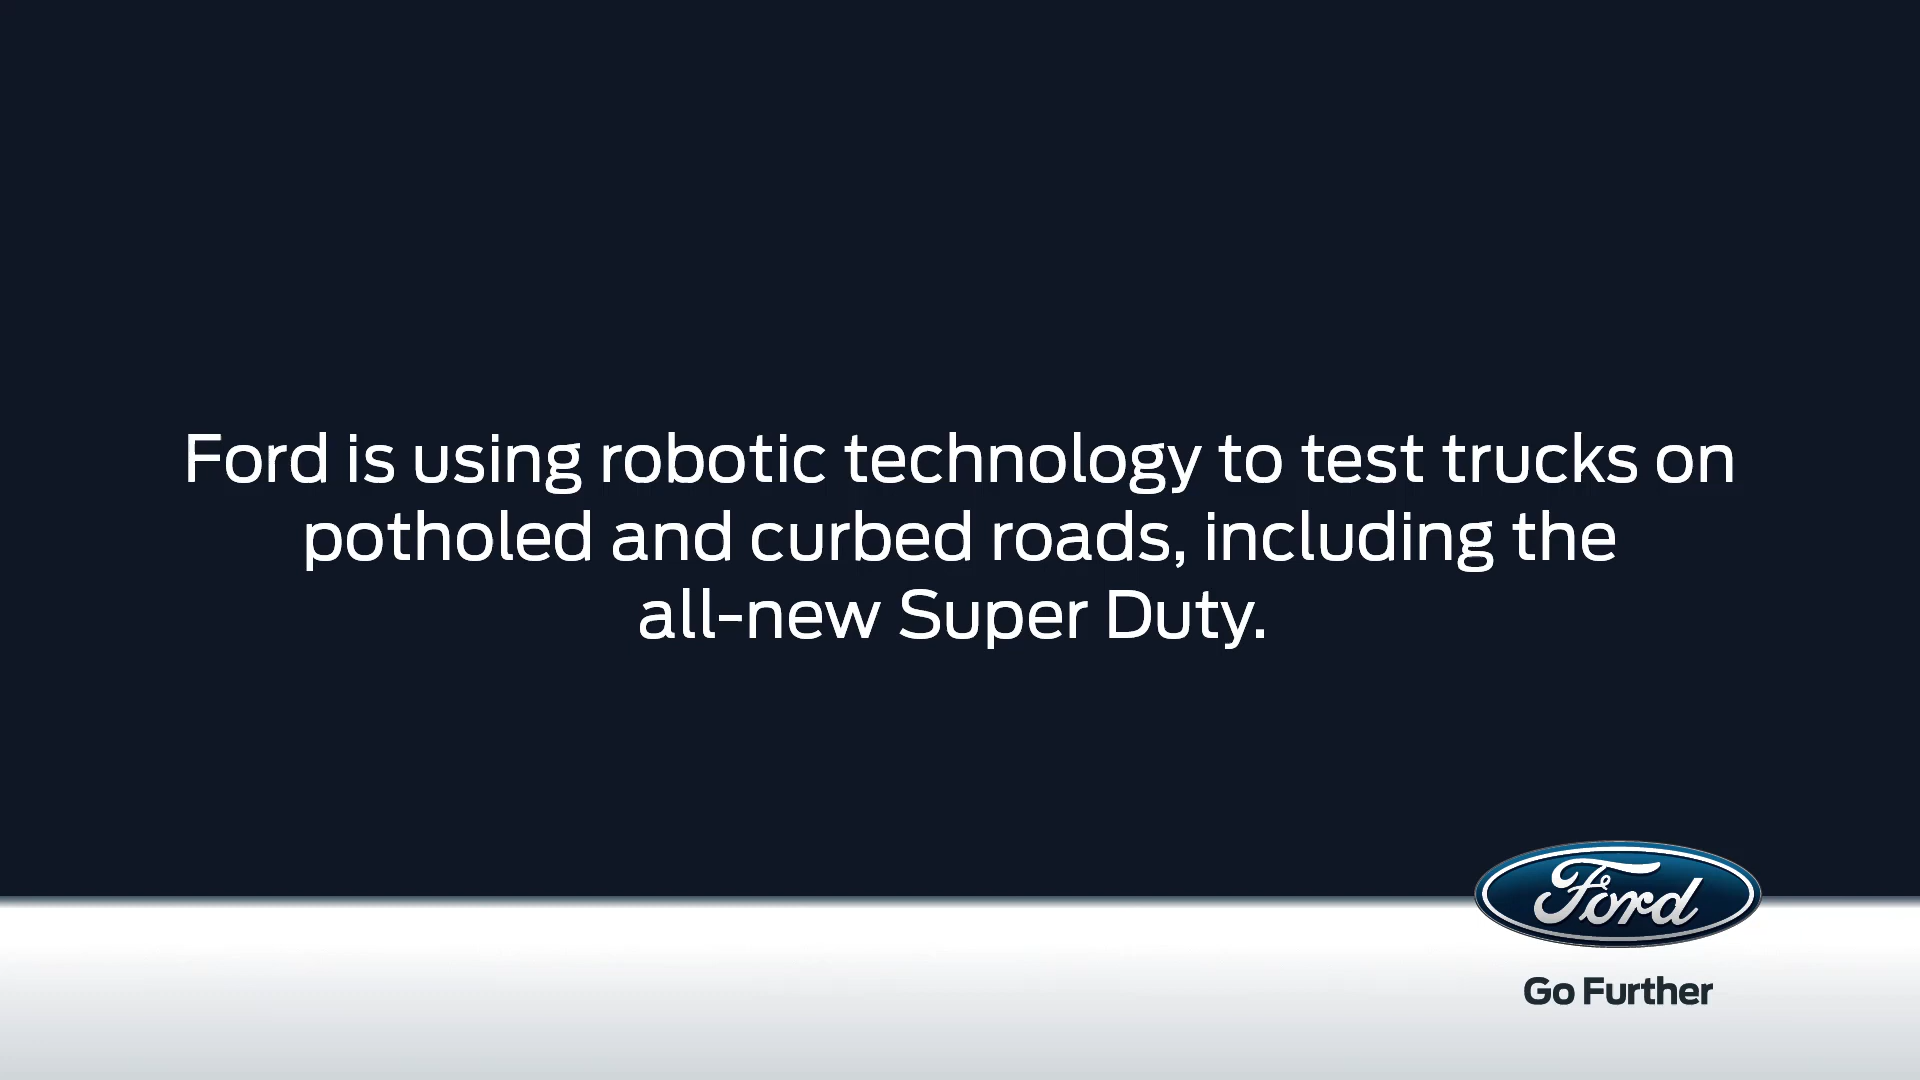 Ford is using robotic technology to test trucks on
potholed and curbed roads, including the
all-new Super Duty.
Ford
Go Further